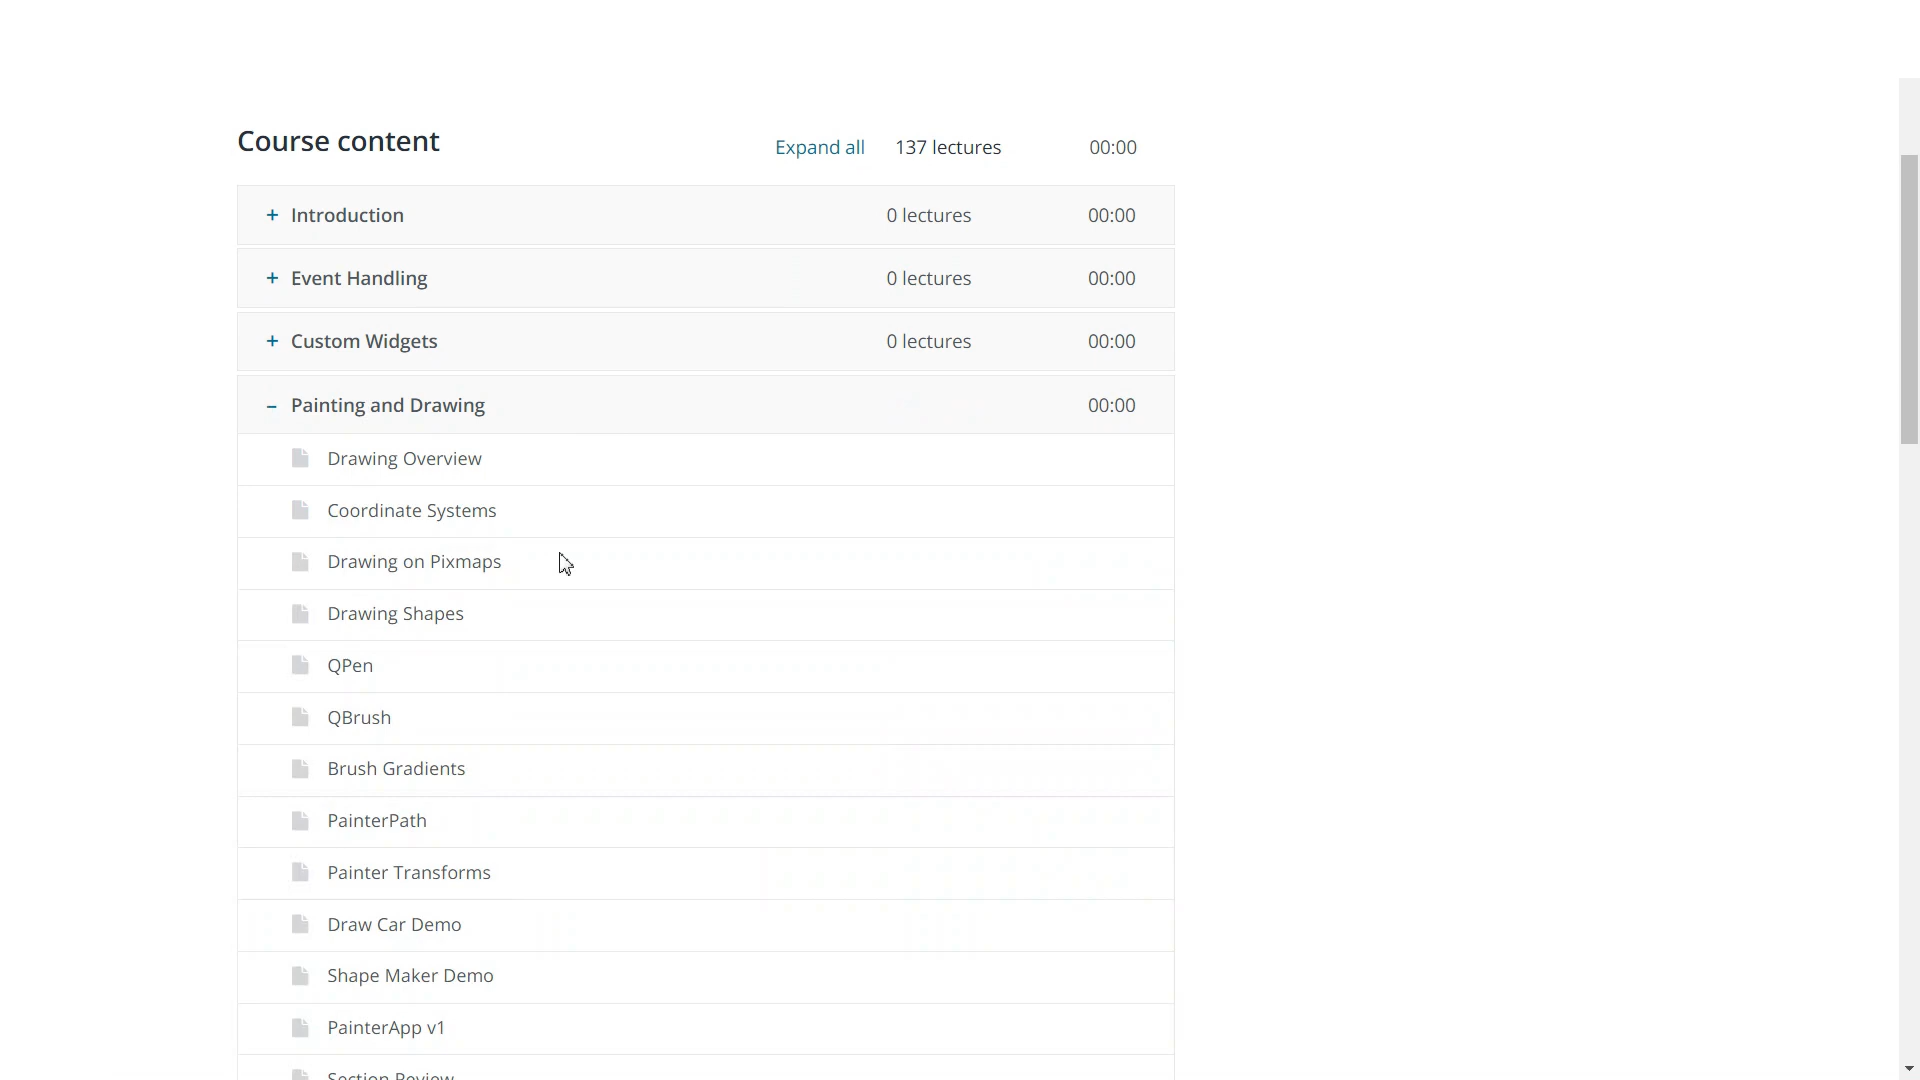 Course content Expand all 137 lectures 00:00
+ Introduction 0 lectures 00:00
+ Event Handling 0 lectures 00:00
+ Custom Widgets 0 lectures 00:00
– Painting and Drawing 00:00
Drawing Overview
Coordinate Systems
Drawing on Pixmaps
Drawing Shapes
QPen
QBrush
Brush Gradients
PainterPath
Painter Transforms
Draw Car Demo
Shape Maker Demo
PainterApp v1
Section Review